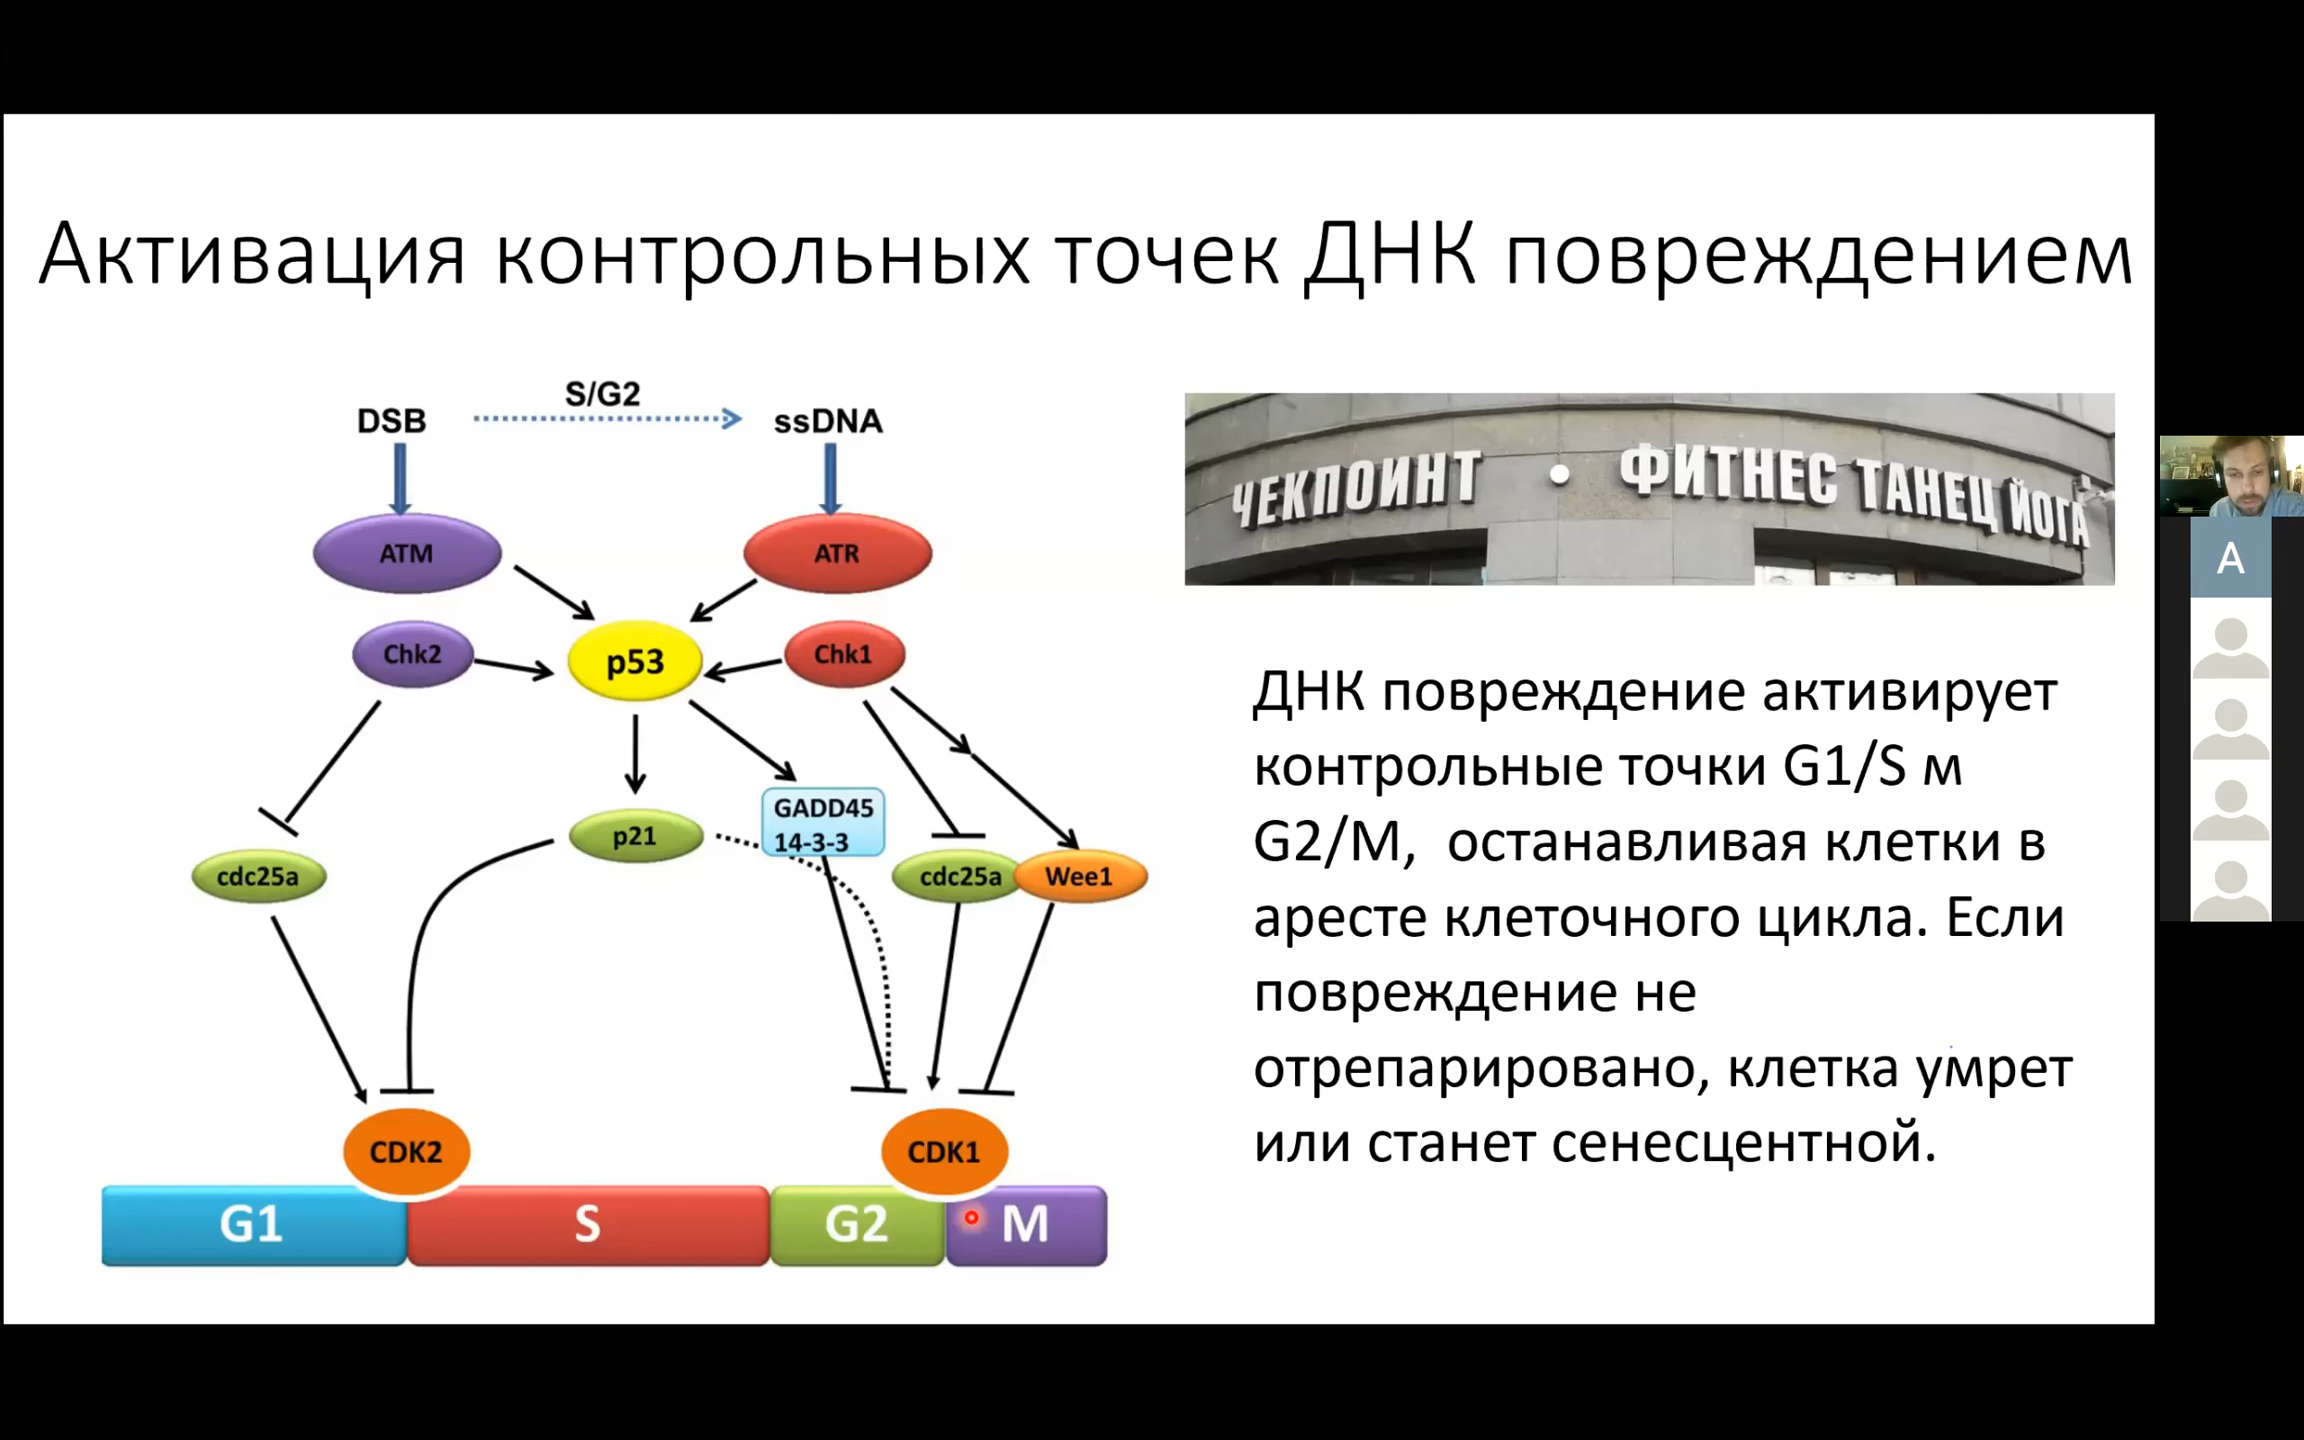 Активация контрольных точек ДНК повреждением
S/G2
DSB
ssDNA
ЧЕКПОИНТ • ФИТНЕС ТАНЕЦ ЙОГА
ATM
ATR
A
Chk2
p53
Chk1
ДНК повреждение активирует
контрольные точки G1/S м
G2/M, останавливая клетки в
аресте клеточного цикла. Если
повреждение не
отрепарировано, клетка умрет
или станет сенесцентной.
GADD45
14-3-3
p21
cdc25a
cdc25a
Wee1
CDK2
CDK1
G1
S
G2
M